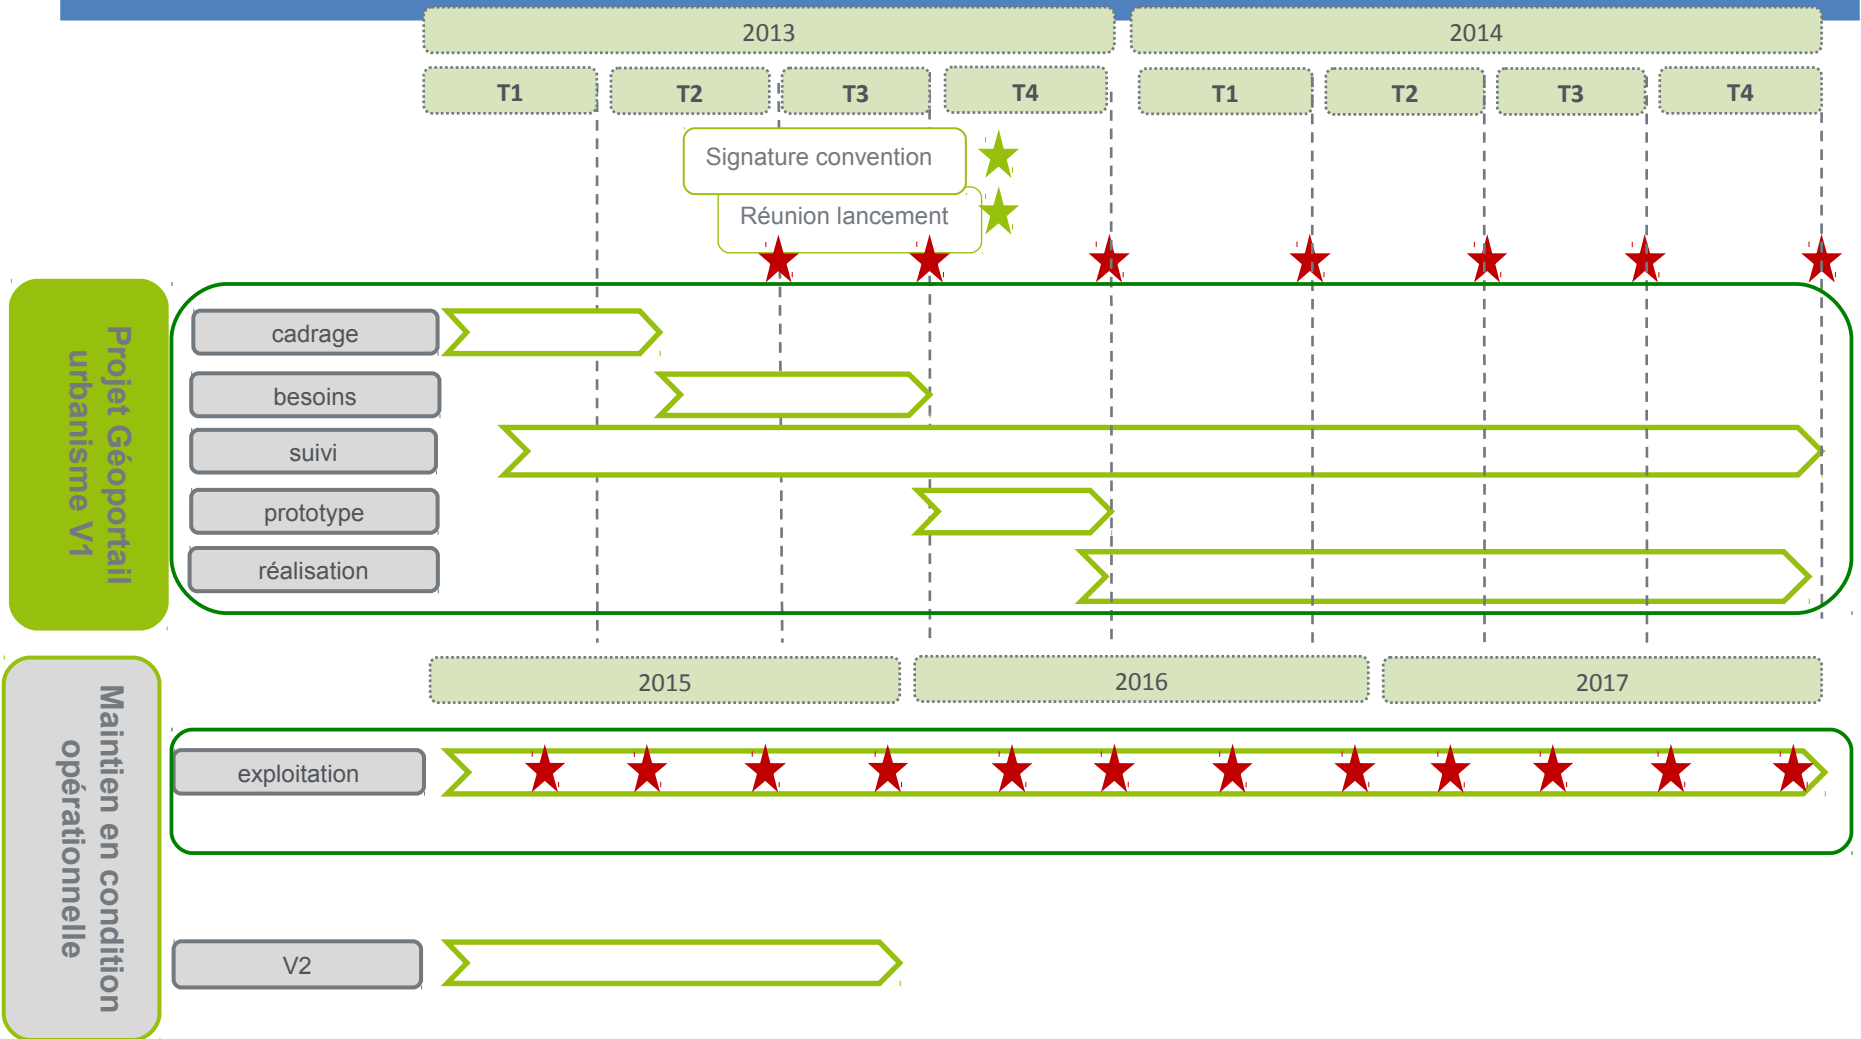 2013
2014
T1
T2
T3
T4
T1
T2
T3
T4
Signature convention
Réunion lancement
Projet Géoportail
urbanisme V1
cadrage
besoins
suivi
prototype
réalisation
2015
2016
2017
Maintien en condition
opérationnelle
exploitation
V2